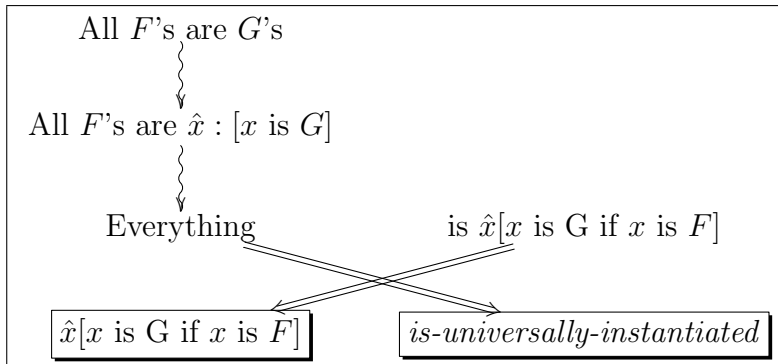 All F's are G's
All F's are x̂ : [x is G]
Everything is x̂[x is G if x is F]
x̂[x is G if x is F] is-universally-instantiated